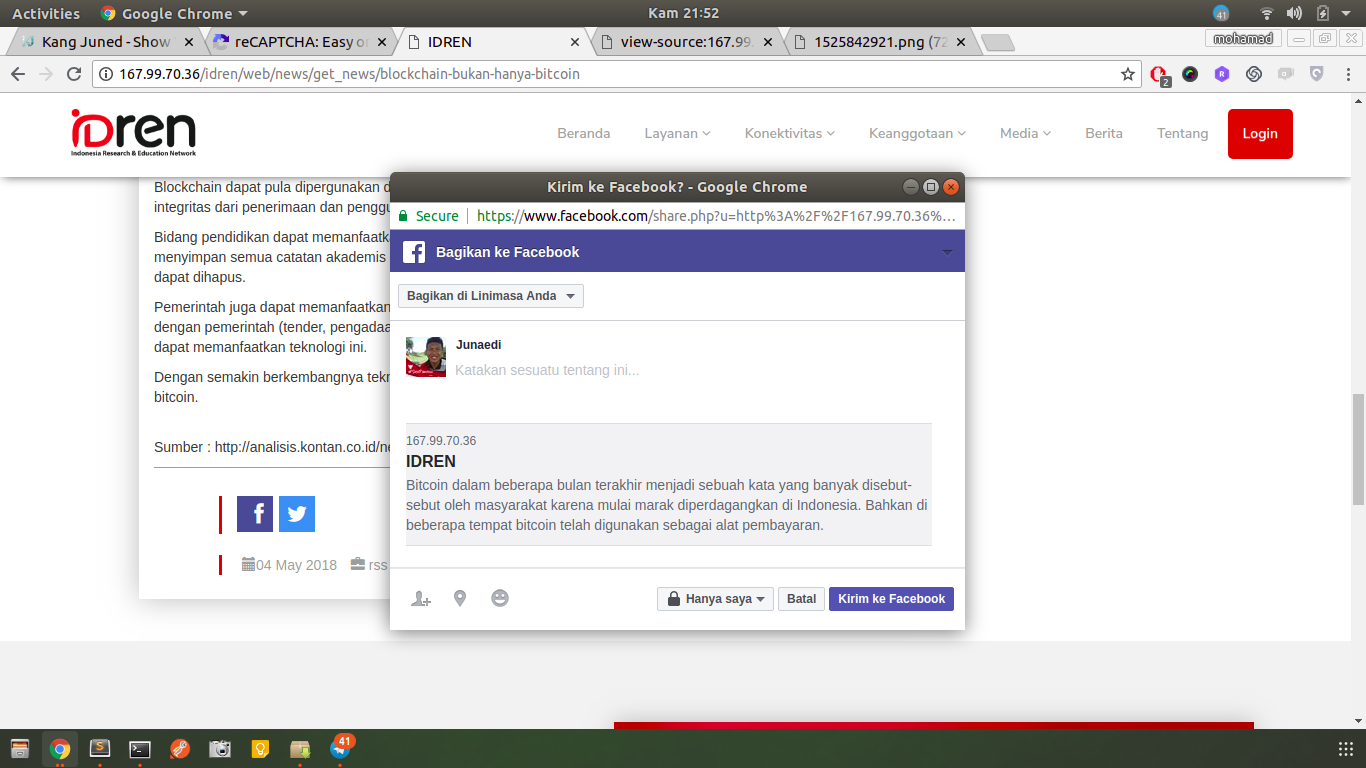 Activities
Google Chrome
Kam 21:52
41
Kang Juned - Show
reCAPTCHA: Easy o
IDREN
view-source:167.99.
1525842921.png (72
mohamad
167.99.70.36/idren/web/news/get_news/blockchain-bukan-hanya-bitcoin
2
R
iDren
Indonesia Research & Education Network
Beranda
Layanan
Konektivitas
Keanggotaan
Media
Berita
Tentang
Login
Blockchain dapat pula dipergunakan d
integritas dari penerimaan dan penggu
Bidang pendidikan dapat memanfaatk
menyimpan semua catatan akademis
dapat dihapus.
Pemerintah juga dapat memanfaatkan
dengan pemerintah (tender, pengadaa
dapat memanfaatkan teknologi ini.
Dengan semakin berkembangnya tekn
bitcoin.
Sumber : http://analisis.kontan.co.id/ne
04 May 2018
rss
Kirim ke Facebook? - Google Chrome
Secure
https://www.facebook.com/share.php?u=http%3A%2F%2F167.99.70.36%...
Bagikan ke Facebook
Bagikan di Linimasa Anda
Junaedi
Katakan sesuatu tentang ini...
167.99.70.36
IDREN
Bitcoin dalam beberapa bulan terakhir menjadi sebuah kata yang banyak disebut-
sebut oleh masyarakat karena mulai marak diperdagangkan di Indonesia. Bahkan di
beberapa tempat bitcoin telah digunakan sebagai alat pembayaran.
Hanya saya
Batal
Kirim ke Facebook
41